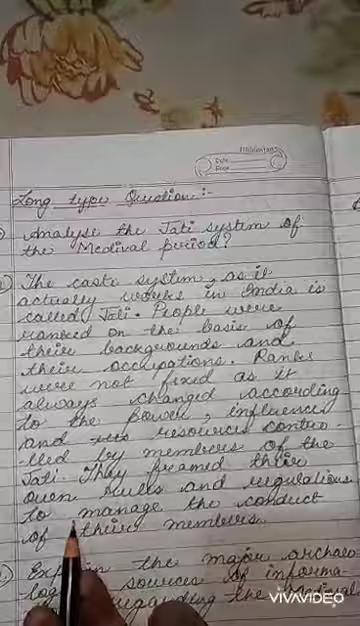 Date
Page
Long type Question:-
Analyse the Jati system of
the Medival period?
The caste system, as it
actually works in India is
called Jati. People were
ranked on the basis of
their backgrounds and
their occupations. Ranks
were not fixed as it
always changed according
to the power, influence
and resources contro-
-lled by members of the
Jati. They framed their
own rules and regulations
to manage the conduct
of their members.
the major archaeo
sources of informa
regarding the Medival
VIVAVIDEO